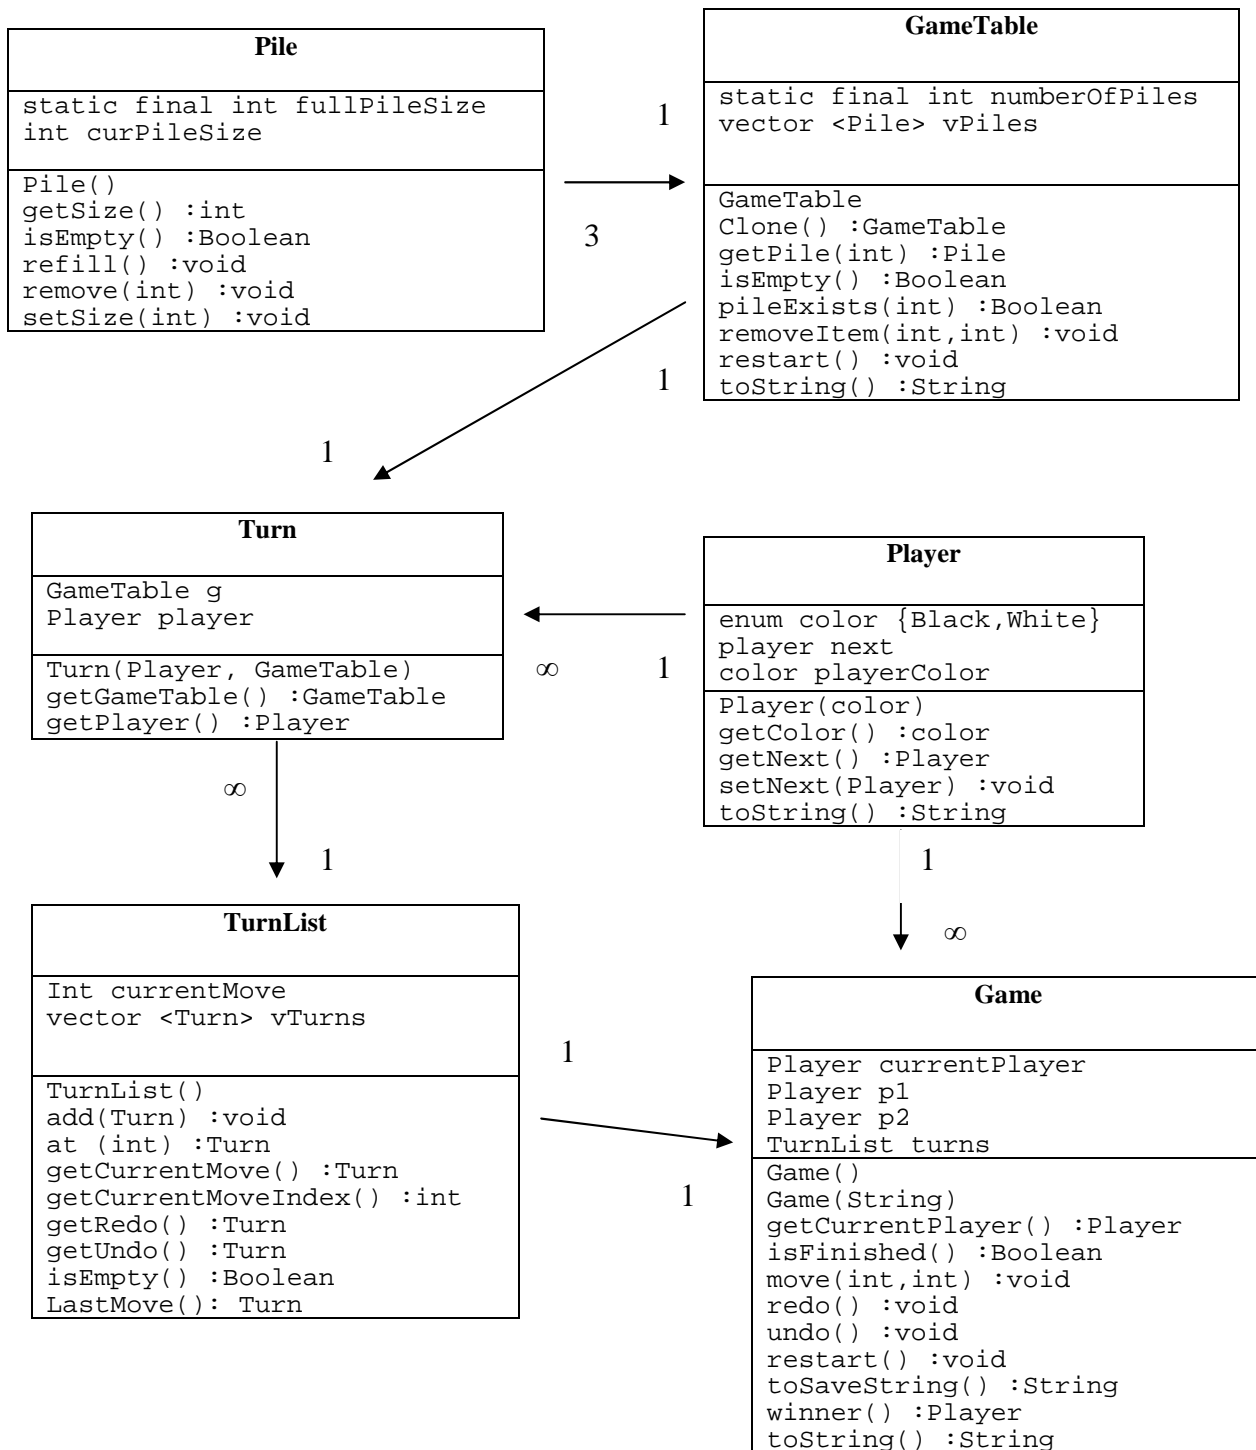 Pile
static final int fullPileSize
int curPileSize
Pile()
getSize() :int
isEmpty() :Boolean
refill() :void
remove(int) :void
setSize(int) :void
1
3
GameTable
static final int numberOfPiles
vector <Pile> vPiles
GameTable
Clone() :GameTable
getPile(int) :Pile
isEmpty() :Boolean
pileExists(int) :Boolean
removeItem(int,int) :void
restart() :void
toString() :String
1
1
Turn
GameTable g
Player player
Turn(Player, GameTable)
getGameTable() :GameTable
getPlayer() :Player
∞
1
Player
enum color {Black,White}
player next
color playerColor
Player(color)
getColor() :color
getNext() :Player
setNext(Player) :void
toString() :String
∞
1
1
∞
TurnList
Int currentMove
vector <Turn> vTurns
TurnList()
add(Turn) :void
at (int) :Turn
getCurrentMove() :Turn
getCurrentMoveIndex() :int
getRedo() :Turn
getUndo() :Turn
isEmpty() :Boolean
LastMove(): Turn
1
1
Game
Player currentPlayer
Player p1
Player p2
TurnList turns
Game()
Game(String)
getCurrentPlayer() :Player
isFinished() :Boolean
move(int,int) :void
redo() :void
undo() :void
restart() :void
toSaveString() :String
winner() :Player
toString() :String